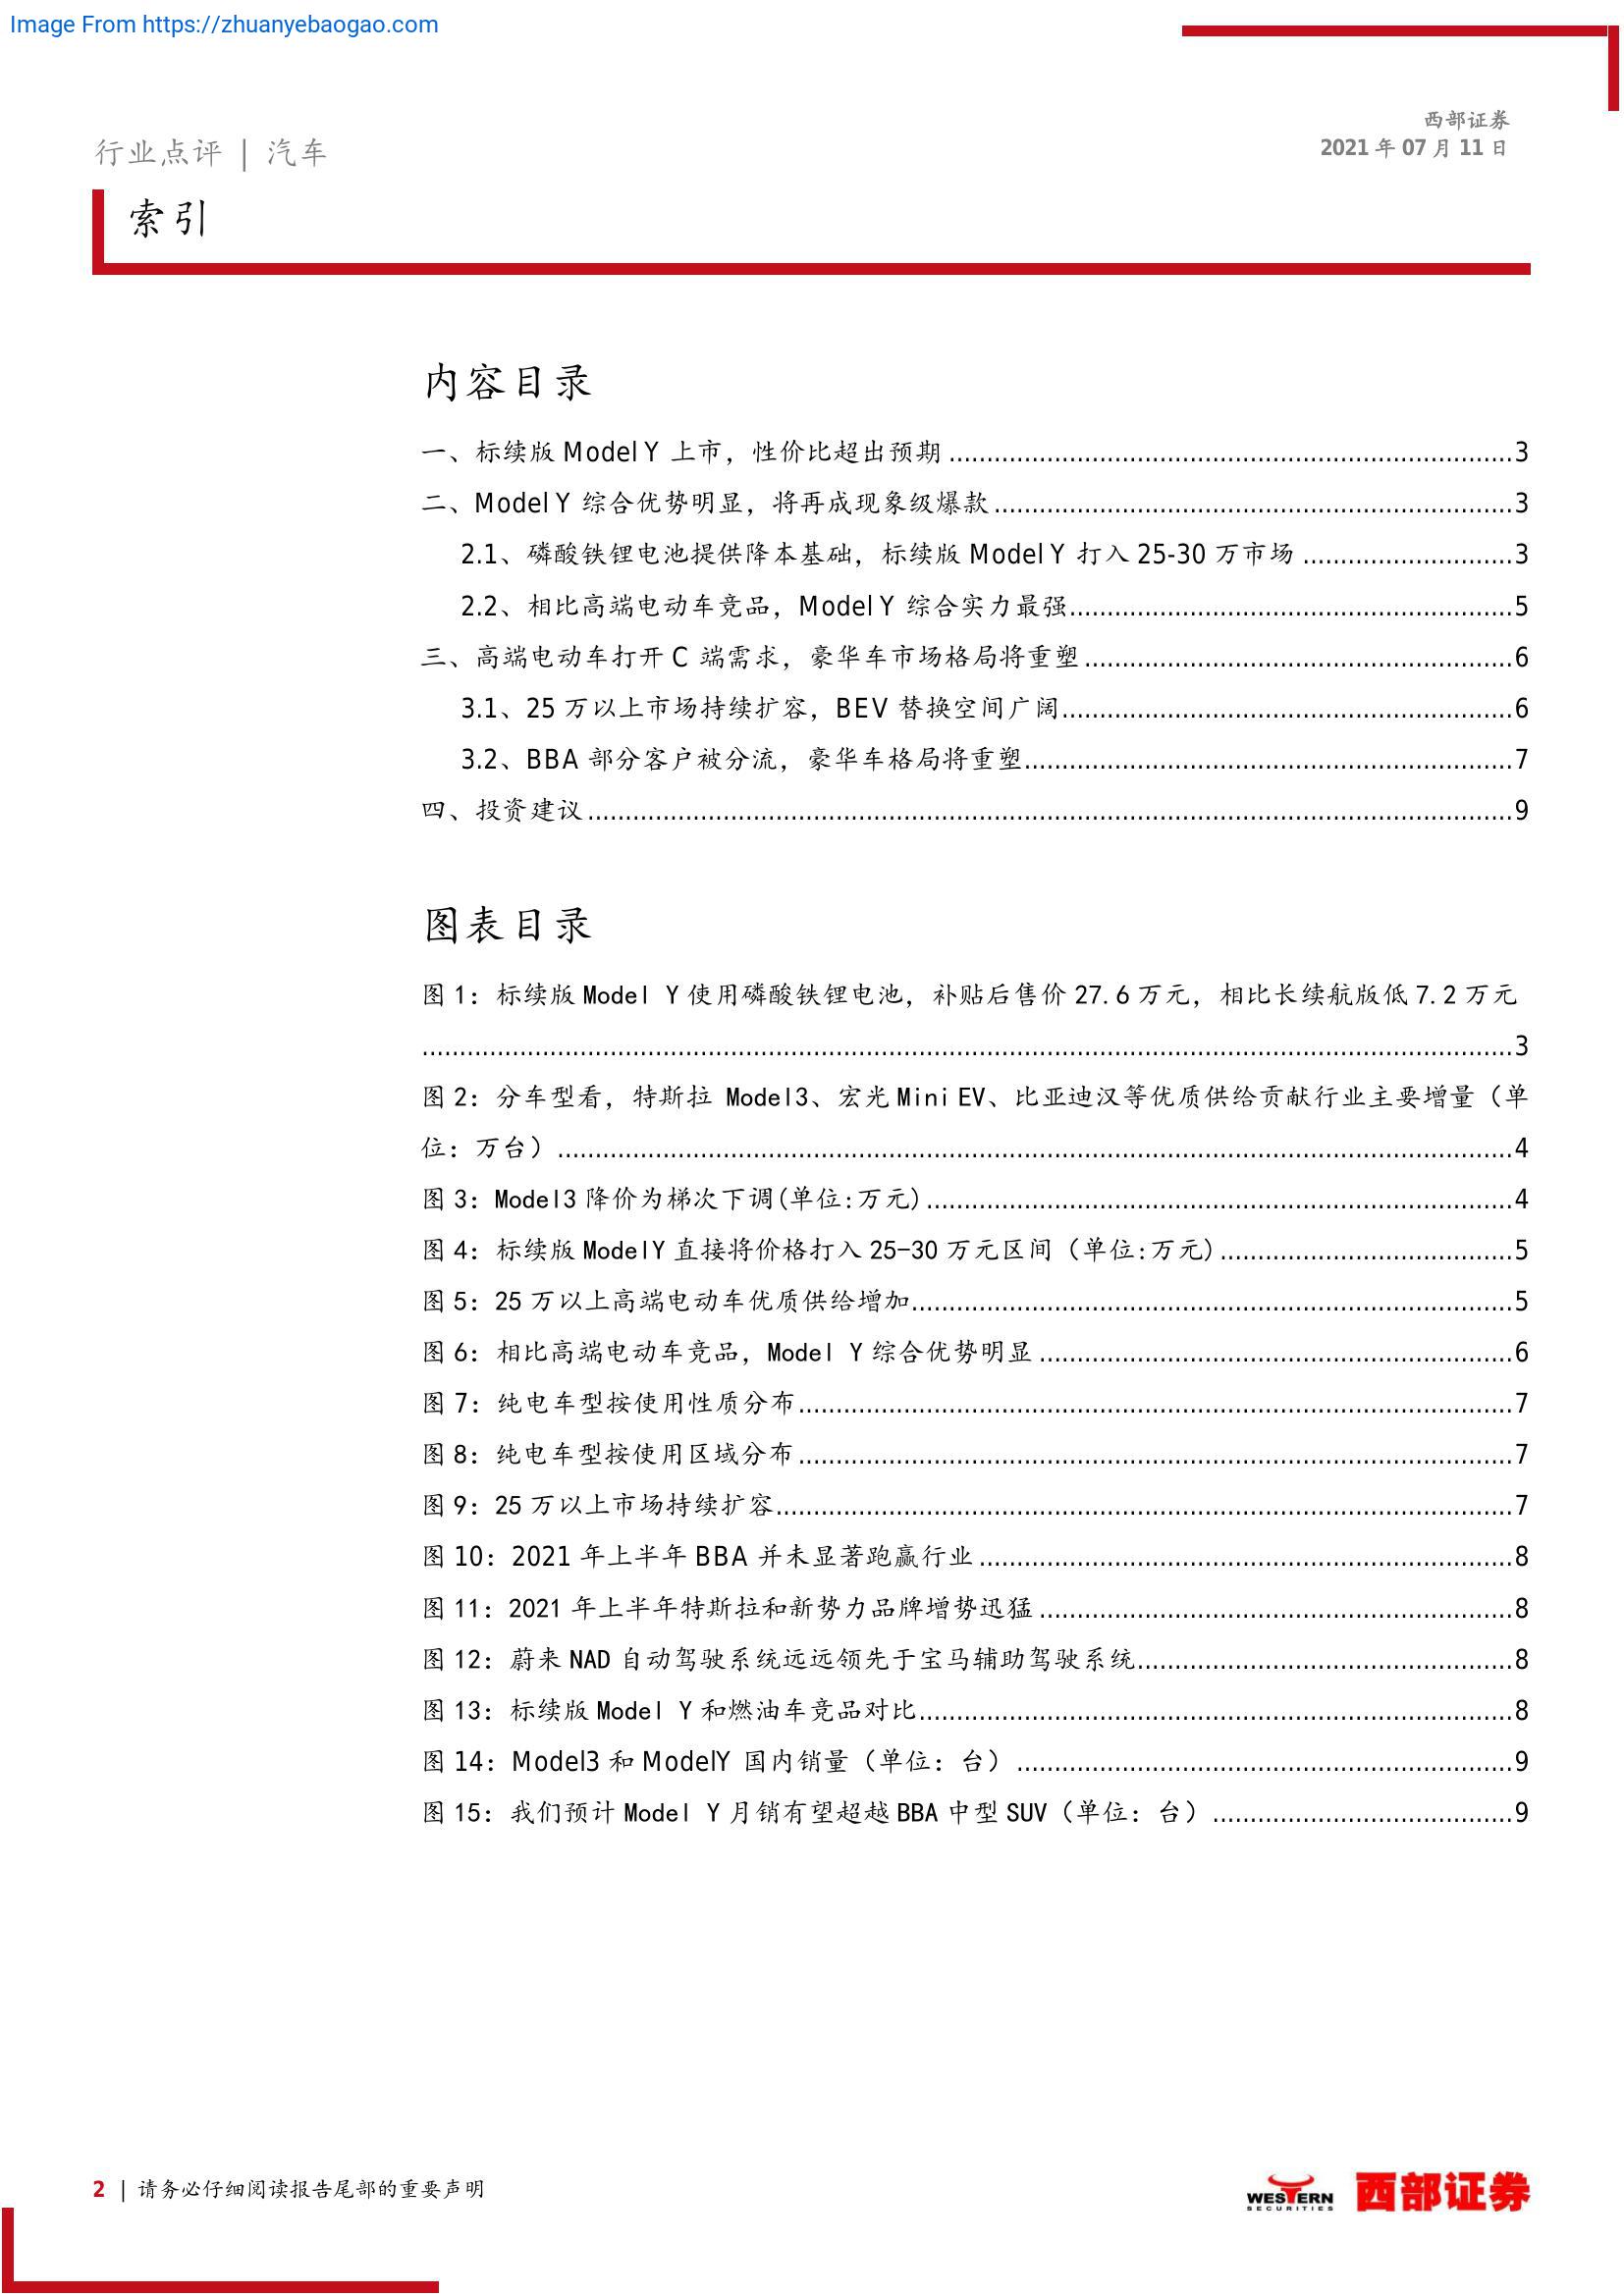 Image From https://zhuanyebaogao.com
西部证券
2021 年 07 月 11 日
行业点评 | 汽车
索引
内容目录
一、标续版 Model Y 上市，性价比超出预期 ........ 3
二、Model Y 综合优势明显，将再成现象级爆款 ........ 3
2.1、磷酸铁锂电池提供降本基础，标续版 Model Y 打入 25-30 万市场 ........ 3
2.2、相比高端电动车竞品，Model Y 综合实力最强 ........ 5
三、高端电动车打开 C 端需求，豪华车市场格局将重塑 ........ 6
3.1、25 万以上市场持续扩容，BEV 替换空间广阔 ........ 6
3.2、BBA 部分客户被分流，豪华车格局将重塑 ........ 7
四、投资建议 ........ 9
图表目录
图 1：标续版 Model Y 使用磷酸铁锂电池，补贴后售价 27.6 万元，相比长续航版低 7.2 万元
........ 3
图 2：分车型看，特斯拉 Model3、宏光 Mini EV、比亚迪汉等优质供给贡献行业主要增量（单
位：万台） ........ 4
图 3：Model3 降价为梯次下调(单位:万元) ........ 4
图 4：标续版 ModelY 直接将价格打入 25-30 万元区间（单位:万元) ........ 5
图 5：25 万以上高端电动车优质供给增加 ........ 5
图 6：相比高端电动车竞品，Model Y 综合优势明显 ........ 6
图 7：纯电车型按使用性质分布 ........ 7
图 8：纯电车型按使用区域分布 ........ 7
图 9：25 万以上市场持续扩容 ........ 7
图 10：2021 年上半年 BBA 并未显著跑赢行业 ........ 8
图 11：2021 年上半年特斯拉和新势力品牌增势迅猛 ........ 8
图 12：蔚来 NAD 自动驾驶系统远远领先于宝马辅助驾驶系统 ........ 8
图 13：标续版 Model Y 和燃油车竞品对比 ........ 8
图 14：Model3 和 ModelY 国内销量（单位：台） ........ 9
图 15：我们预计 Model Y 月销有望超越 BBA 中型 SUV（单位：台） ........ 9
2 | 请务必仔细阅读报告尾部的重要声明
WESTERN
SECURITIES
西部证券